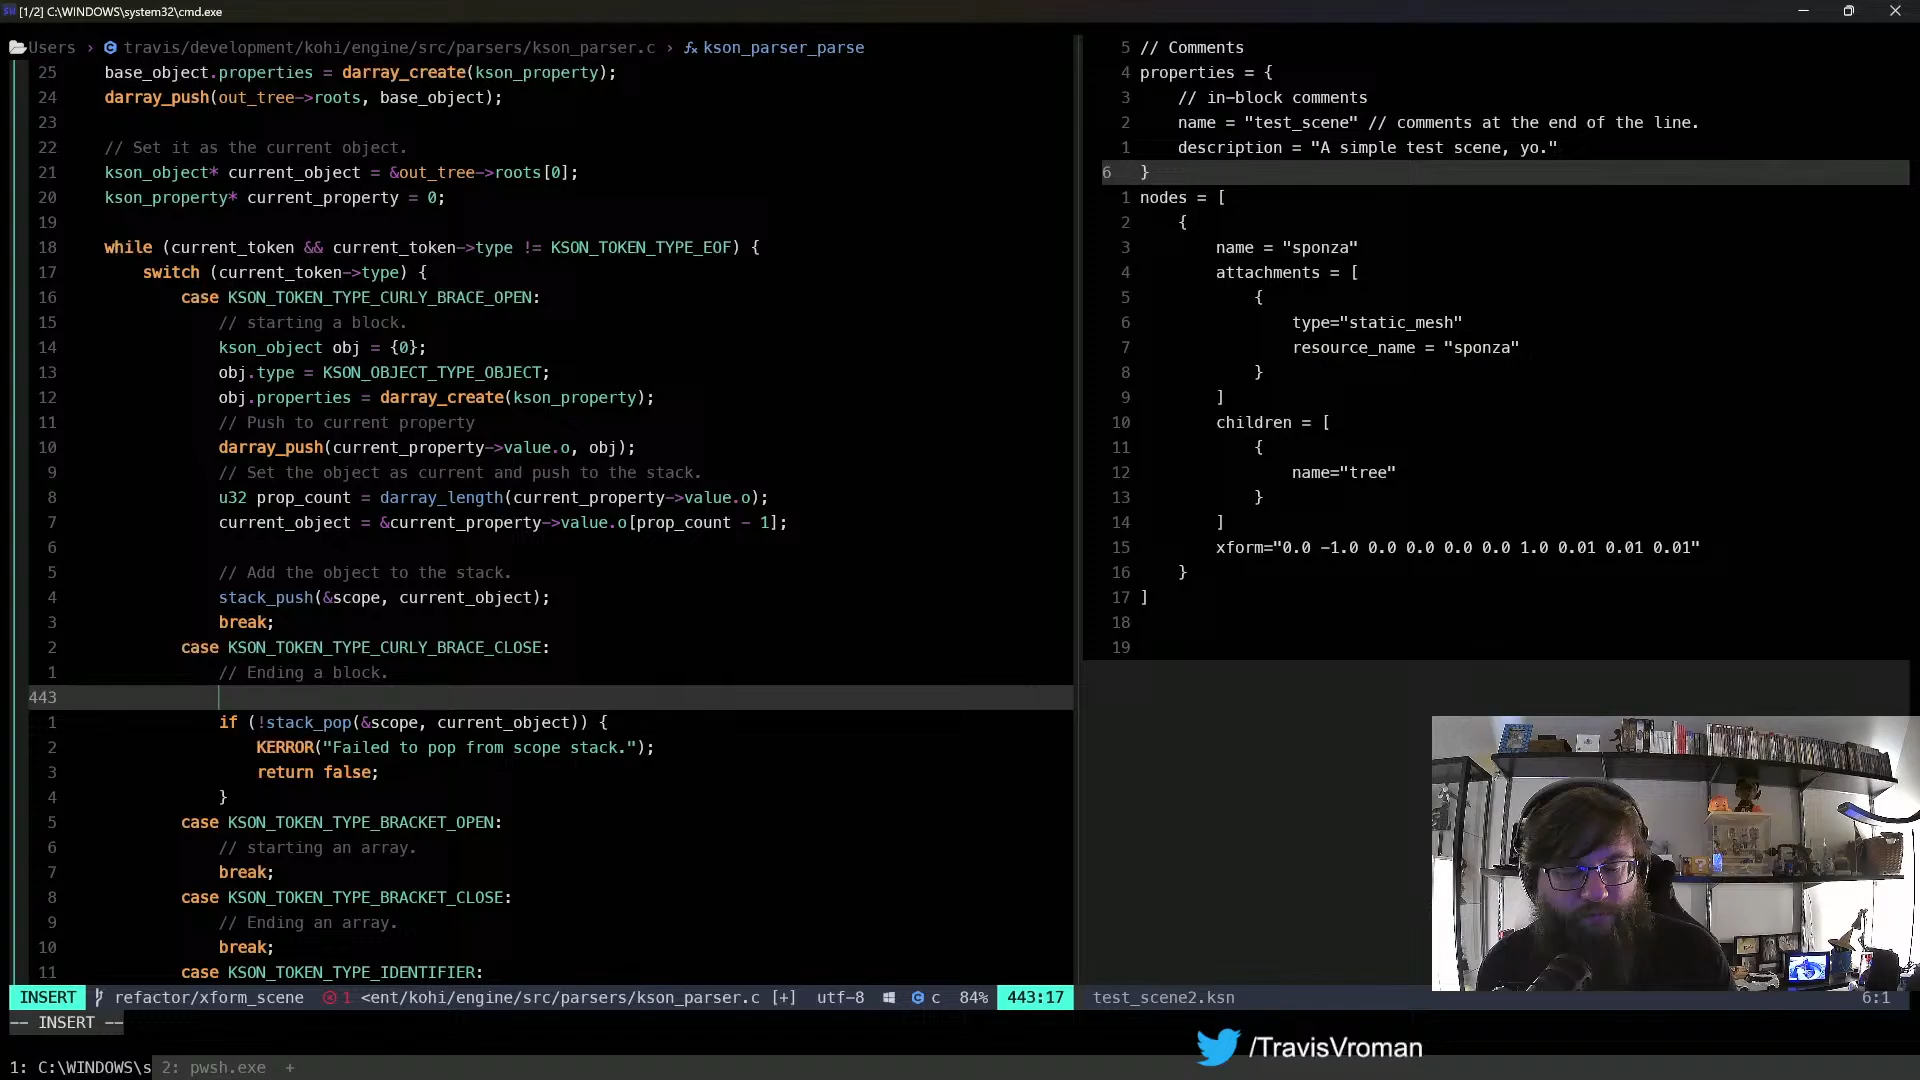 [1/2] C:\WINDOWS\system32\cmd.exe
Users › travis/development/kohi/engine/src/parsers/kson_parser.c › kson_parser_parse
25 base_object.properties = darray_create(kson_property);
24 darray_push(out_tree->roots, base_object);
23
22 // Set it as the current object.
21 kson_object* current_object = &out_tree->roots[0];
20 kson_property* current_property = 0;
19
18 while (current_token && current_token->type != KSON_TOKEN_TYPE_EOF) {
17 switch (current_token->type) {
16 case KSON_TOKEN_TYPE_CURLY_BRACE_OPEN:
15 // starting a block.
14 kson_object obj = {0};
13 obj.type = KSON_OBJECT_TYPE_OBJECT;
12 obj.properties = darray_create(kson_property);
11 // Push to current property
10 darray_push(current_property->value.o, obj);
9 // Set the object as current and push to the stack.
8 u32 prop_count = darray_length(current_property->value.o);
7 current_object = &current_property->value.o[prop_count - 1];
6
5 // Add the object to the stack.
4 stack_push(&scope, current_object);
3 break;
2 case KSON_TOKEN_TYPE_CURLY_BRACE_CLOSE:
1 // Ending a block.
443
1 if (!stack_pop(&scope, current_object)) {
2 KERROR("Failed to pop from scope stack.");
3 return false;
4 }
5 case KSON_TOKEN_TYPE_BRACKET_OPEN:
6 // starting an array.
7 break;
8 case KSON_TOKEN_TYPE_BRACKET_CLOSE:
9 // Ending an array.
10 break;
11 case KSON_TOKEN_TYPE_IDENTIFIER:
INSERT refactor/xform_scene 1 <ent/kohi/engine/src/parsers/kson_parser.c [+] utf-8 c 84% 443:17
-- INSERT --
1: C:\WINDOWS\s 2: pwsh.exe +
5 // Comments
4 properties = {
3 // in-block comments
2 name = "test_scene" // comments at the end of the line.
1 description = "A simple test scene, yo."
6 }
1 nodes = [
2 {
3 name = "sponza"
4 attachments = [
5 {
6 type="static_mesh"
7 resource_name = "sponza"
8 }
9 ]
10 children = [
11 {
12 name="tree"
13 }
14 ]
15 xform="0.0 -1.0 0.0 0.0 0.0 0.0 1.0 0.01 0.01 0.01"
16 }
17 ]
18
19
test_scene2.ksn 6:1
/TravisVroman